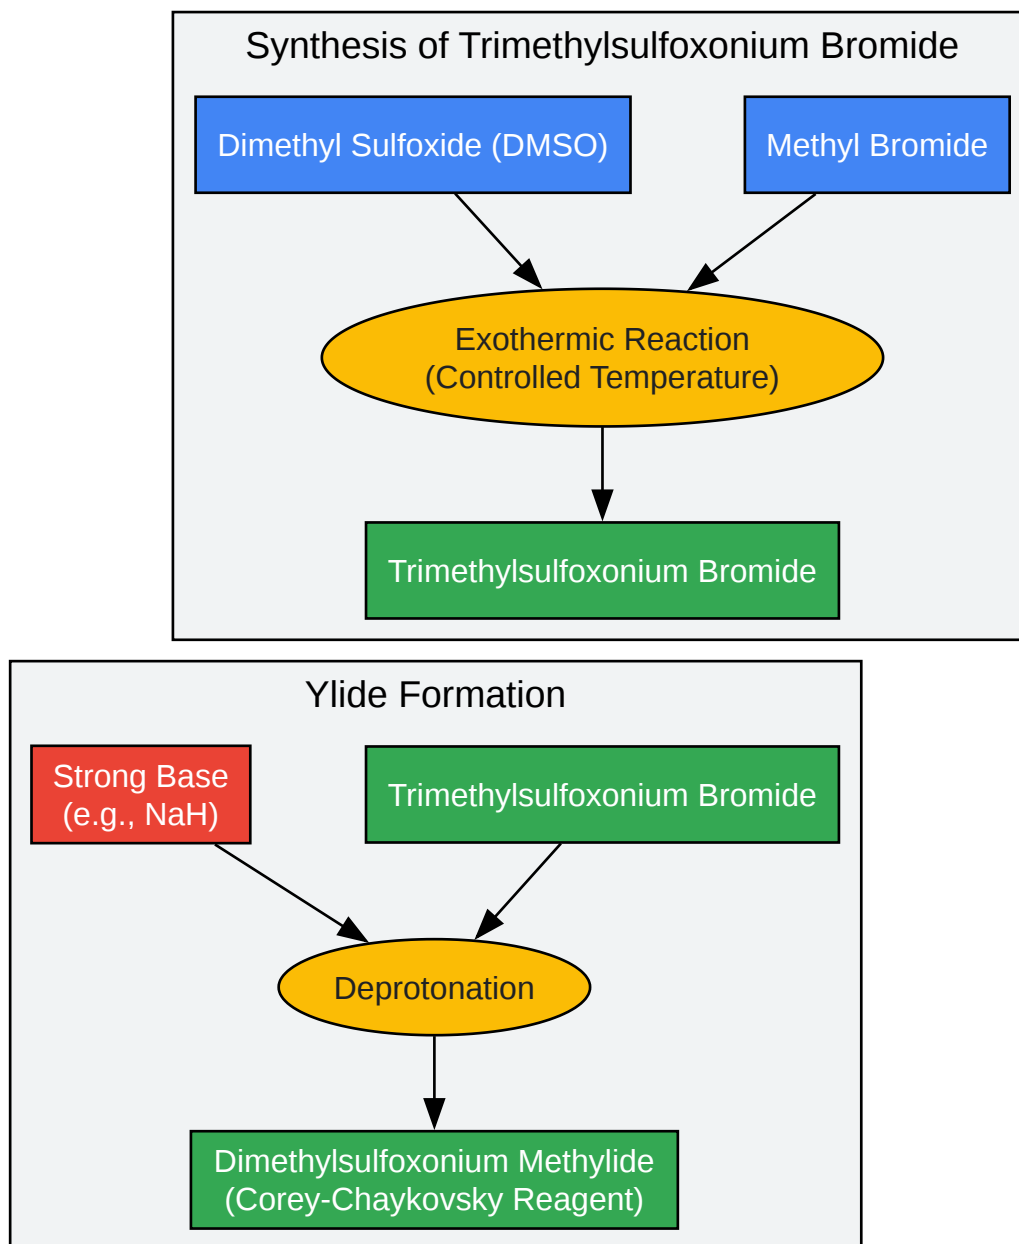 Synthesis of Trimethylsulfoxonium Bromide
Dimethyl Sulfoxide (DMSO)
Methyl Bromide
Exothermic Reaction
(Controlled Temperature)
Trimethylsulfoxonium Bromide
Ylide Formation
Strong Base
(e.g., NaH)
Trimethylsulfoxonium Bromide
Deprotonation
Dimethylsulfoxonium Methylide
(Corey-Chaykovsky Reagent)